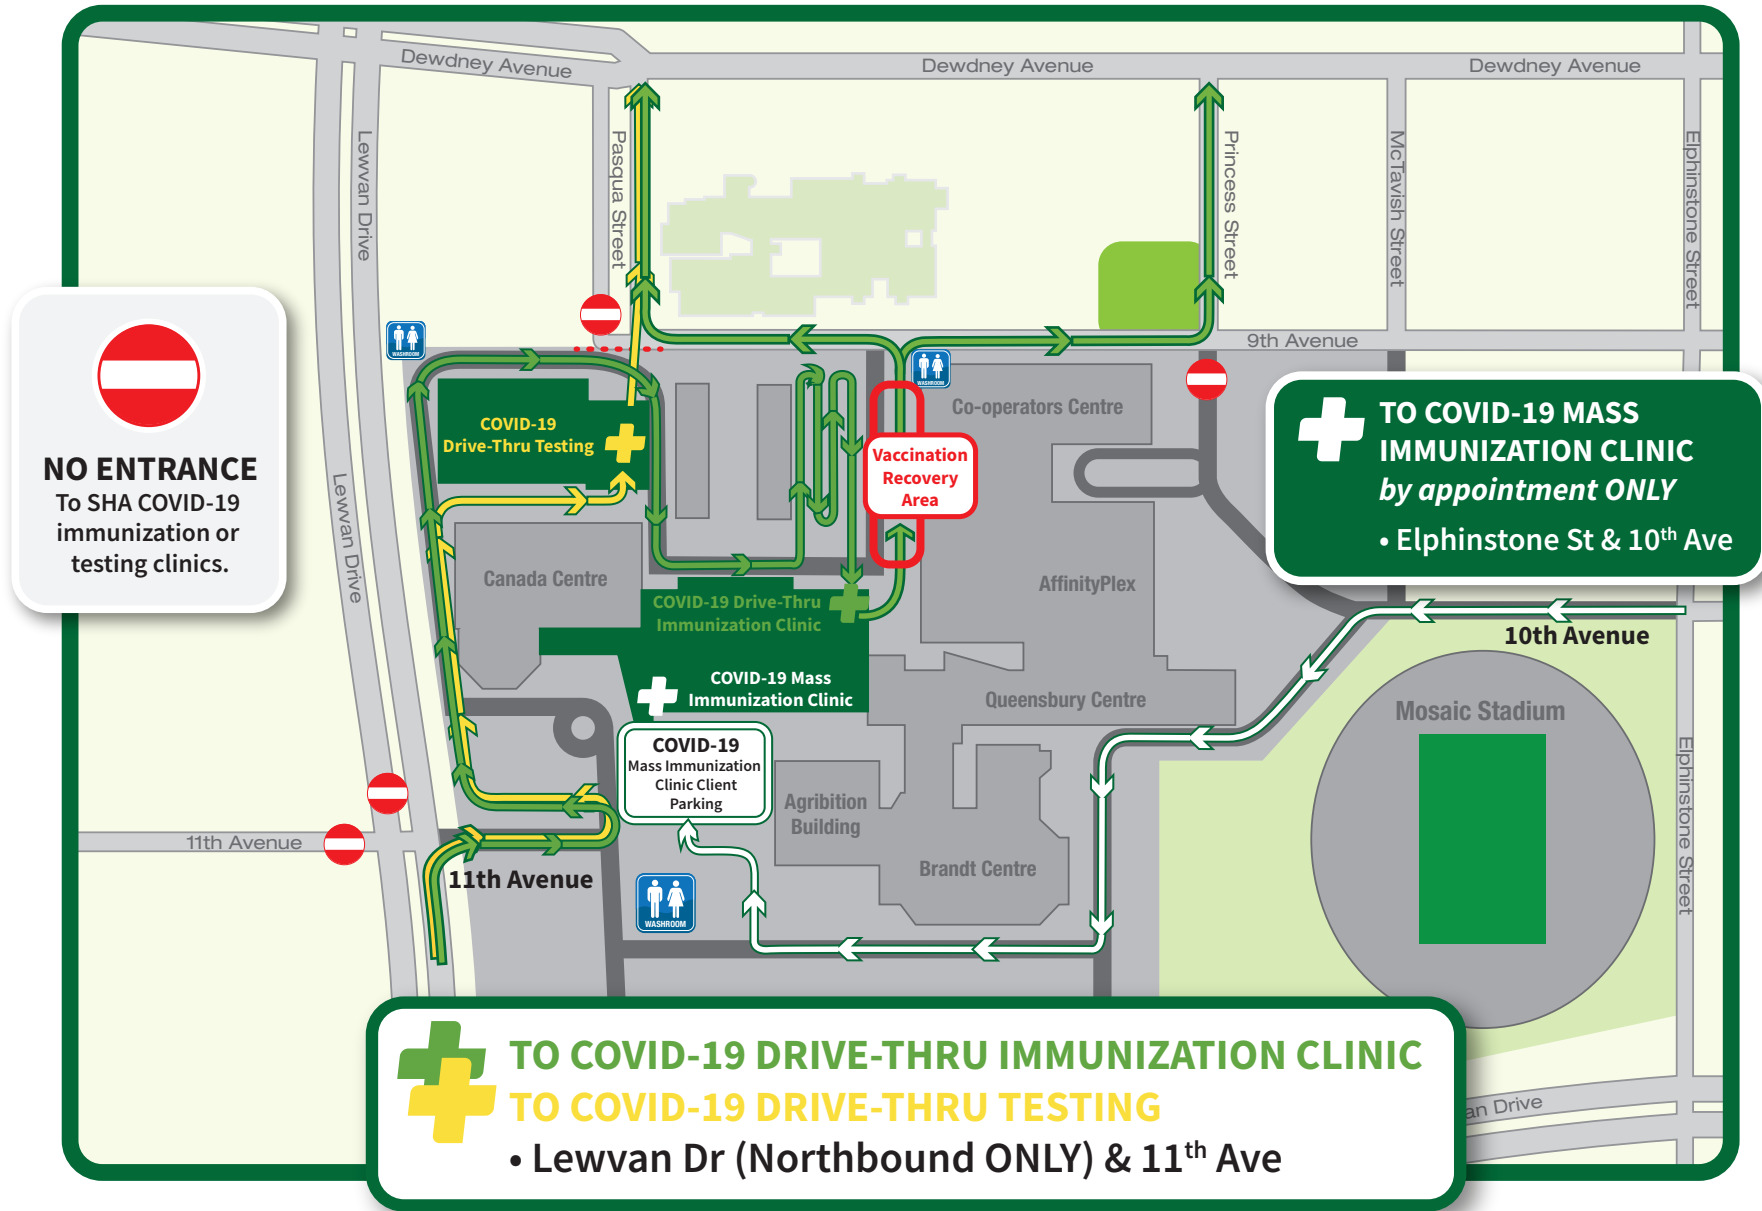 Dewdney Avenue
Dewdney Avenue
Dewdney Avenue
Lewvan Drive
Pasqua Street
Princess Street
McTavish Street
Elphinstone Street
NO ENTRANCE
To SHA COVID-19
immunization or
testing clinics.
WASHROOM
9th Avenue
WASHROOM
COVID-19
Drive-Thru Testing
Co-operators Centre
Vaccination
Recovery
Area
TO COVID-19 MASS
IMMUNIZATION CLINIC
by appointment ONLY
• Elphinstone St & 10th Ave
Lewvan Drive
Canada Centre
COVID-19 Drive-Thru
Immunization Clinic
AffinityPlex
10th Avenue
COVID-19 Mass
Immunization Clinic
Queensbury Centre
Mosaic Stadium
COVID-19
Mass Immunization
Clinic Client
Parking
Agribition
Building
Elphinstone Street
11th Avenue
11th Avenue
Brandt Centre
WASHROOM
TO COVID-19 DRIVE-THRU IMMUNIZATION CLINIC
TO COVID-19 DRIVE-THRU TESTING
• Lewvan Dr (Northbound ONLY) & 11th Ave
an Drive